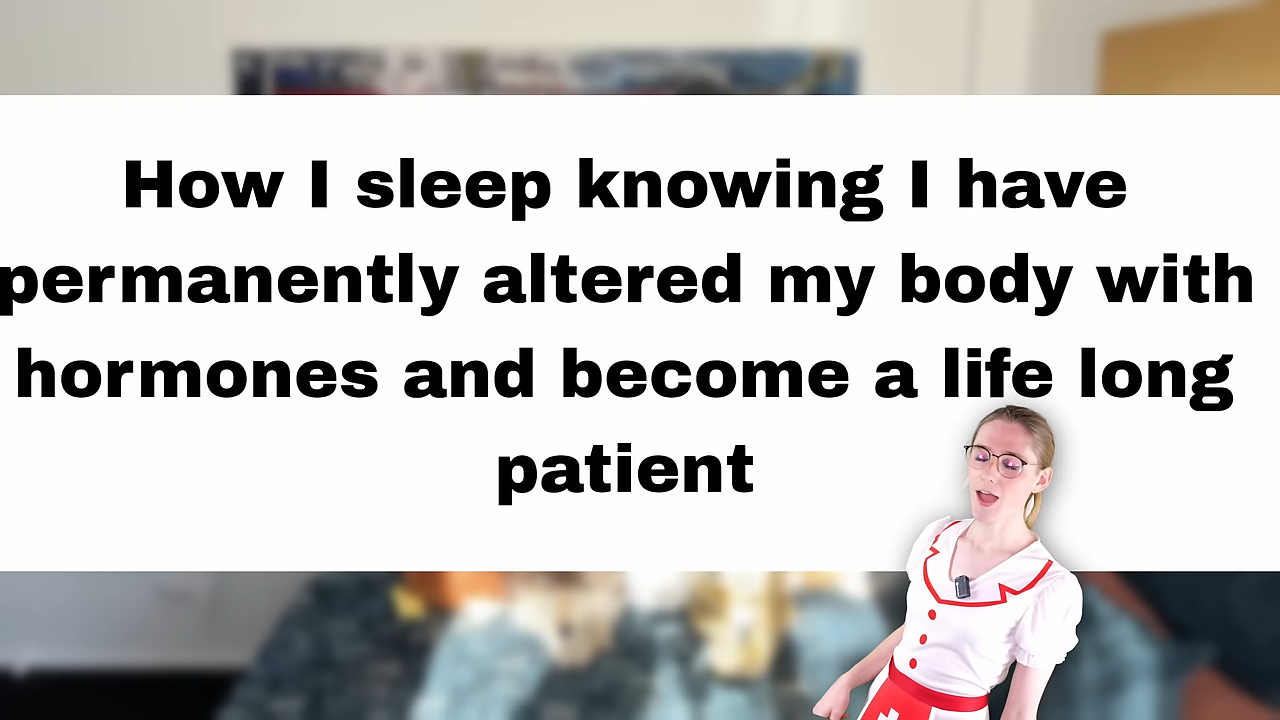 How I sleep knowing I have
permanently altered my body with
hormones and become a life long
patient